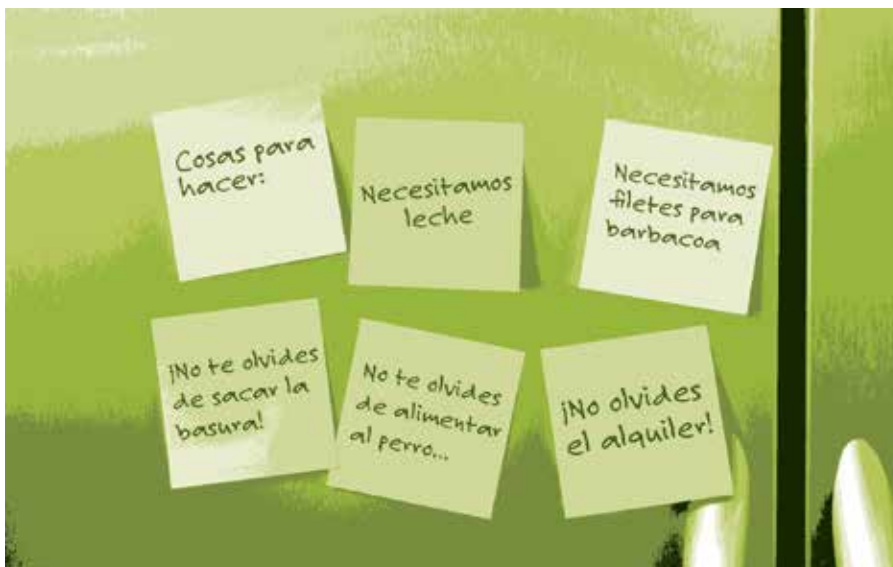 Cosas para
hacer:
Necesitamos
leche
Necesitamos
filetes para
barbacoa
¡No te olvides
de sacar la
basura!
No te olvides
de alimentar
al perro...
¡No olvides
el alquiler!